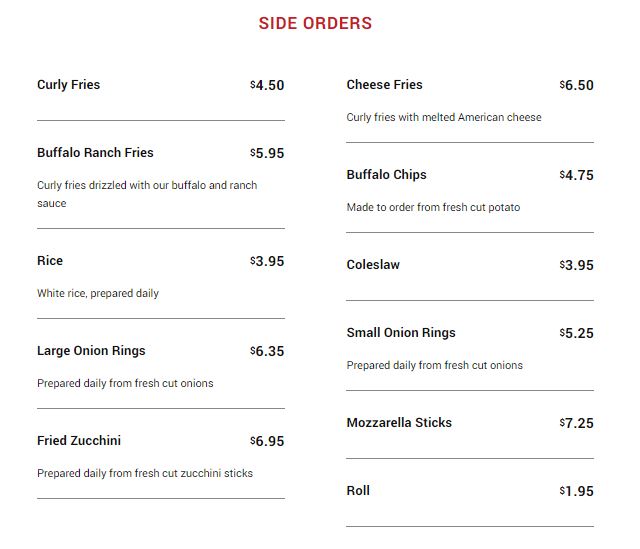 SIDE ORDERS
Curly Fries $4.50
Buffalo Ranch Fries $5.95
Curly fries drizzled with our buffalo and ranch
sauce
Rice $3.95
White rice, prepared daily
Large Onion Rings $6.35
Prepared daily from fresh cut onions
Fried Zucchini $6.95
Prepared daily from fresh cut zucchini sticks
Cheese Fries $6.50
Curly fries with melted American cheese
Buffalo Chips $4.75
Made to order from fresh cut potato
Coleslaw $3.95
Small Onion Rings $5.25
Prepared daily from fresh cut onions
Mozzarella Sticks $7.25
Roll $1.95